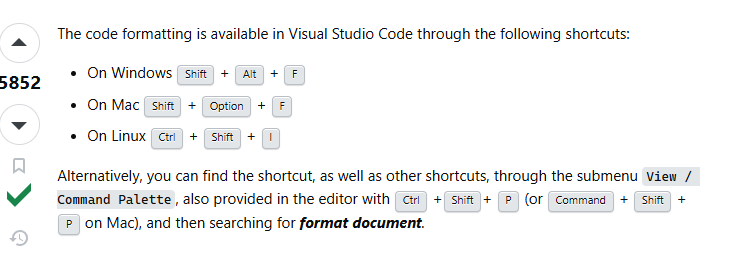 The code formatting is available in Visual Studio Code through the following shortcuts:
5852
• On Windows Shift + Alt + F
• On Mac Shift + Option + F
• On Linux Ctrl + Shift + I
Alternatively, you can find the shortcut, as well as other shortcuts, through the submenu View /
Command Palette, also provided in the editor with Ctrl + Shift + P (or Command + Shift +
P on Mac), and then searching for format document.